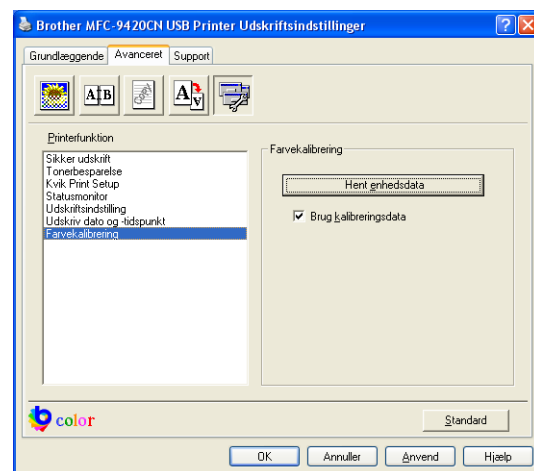 Brother MFC-9420CN USB Printer Udskriftsindstillinger
Grundlæggende Avanceret Support
A B A A
Printerfunktion
Sikker udskrift
Tonerbesparelse
Kvik Print Setup
Statusmonitor
Udskriftsindstilling
Udskriv dato og -tidspunkt
Farvekalibrering
Farvekalibrering
Hent enhedsdata
Brug kalibreringsdata
color
Standard
OK Annuller Anvend Hjælp